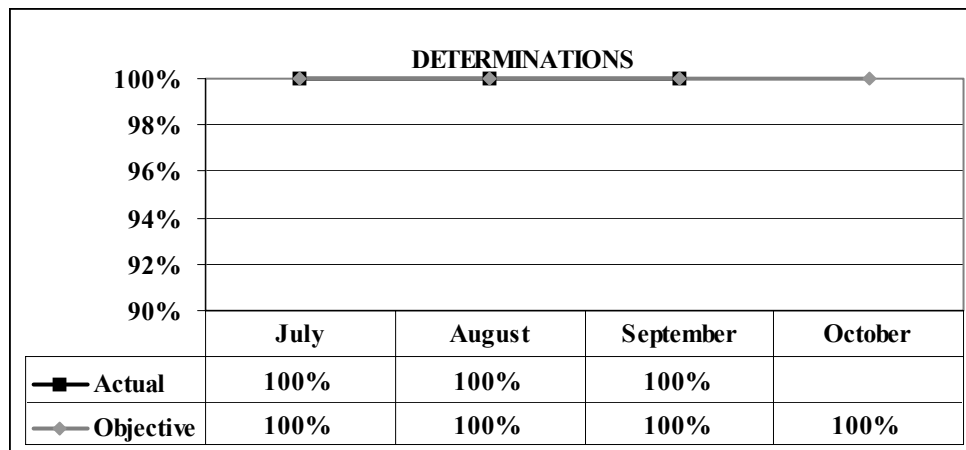 DETERMINATIONS
100%
98%
96%
94%
92%
90%
July August September October
Actual 100% 100% 100%
Objective 100% 100% 100% 100%